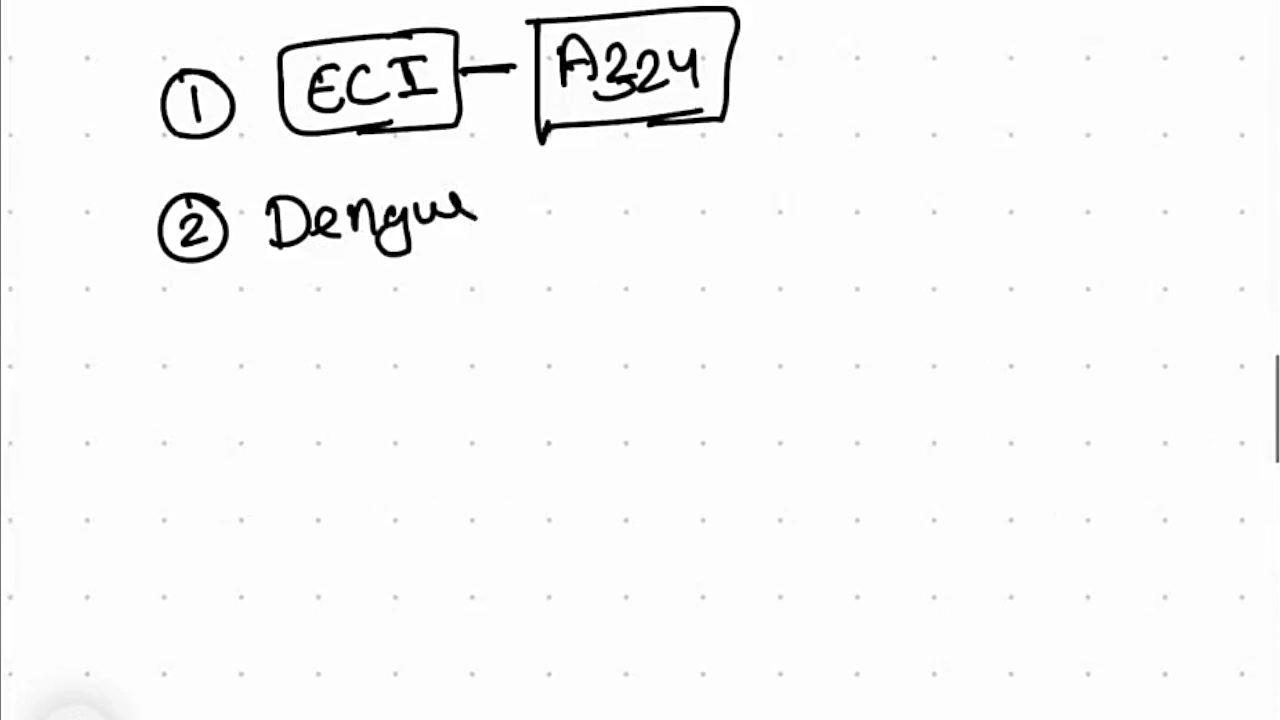 ① ECI - A324
② Dengue